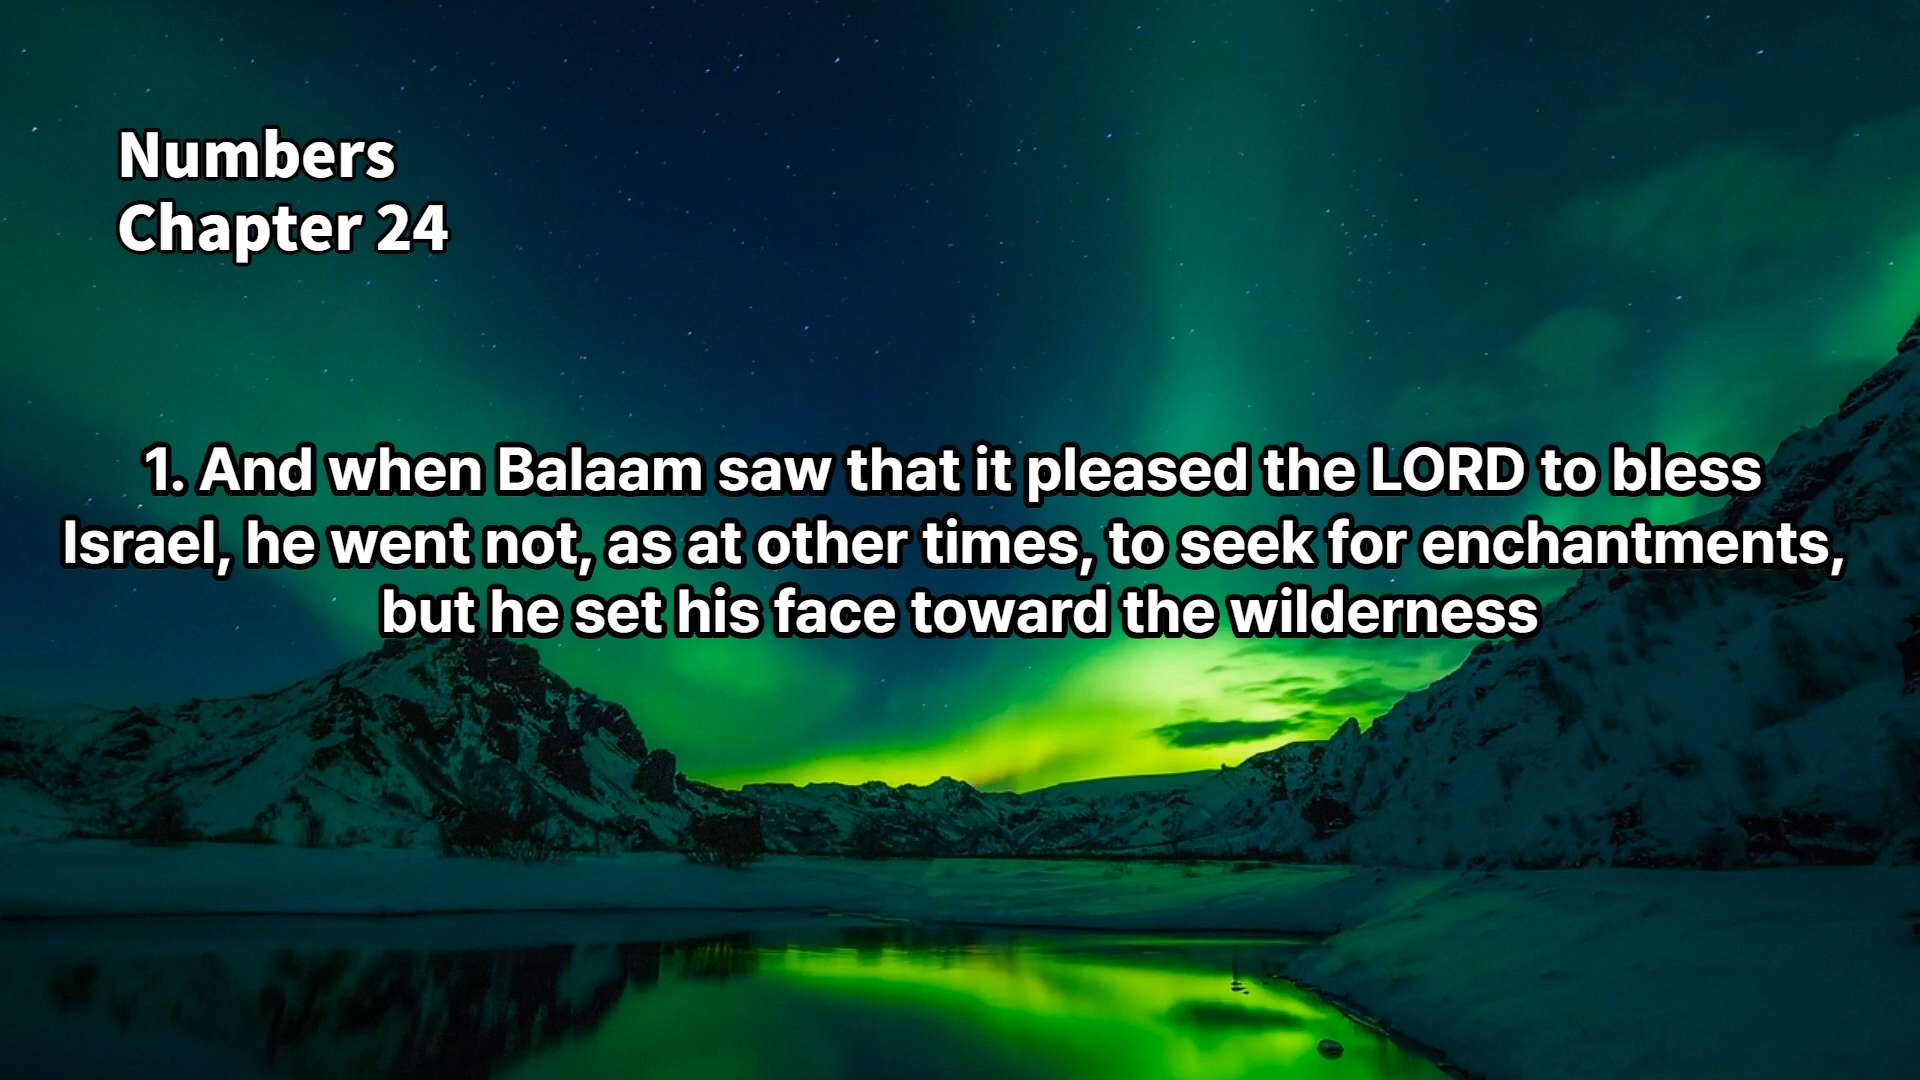 Numbers
Chapter 24
1. And when Balaam saw that it pleased the LORD to bless
Israel, he went not, as at other times, to seek for enchantments,
but he set his face toward the wilderness